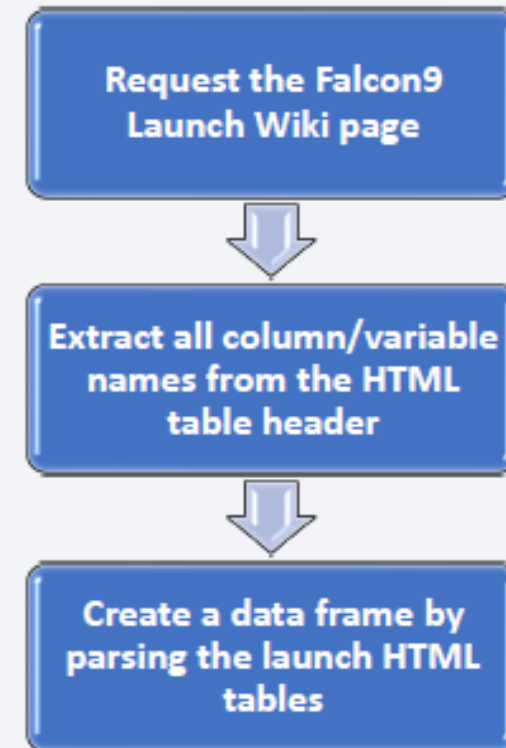 Request the Falcon9
Launch Wiki page
Extract all column/variable
names from the HTML
table header
Create a data frame by
parsing the launch HTML
tables